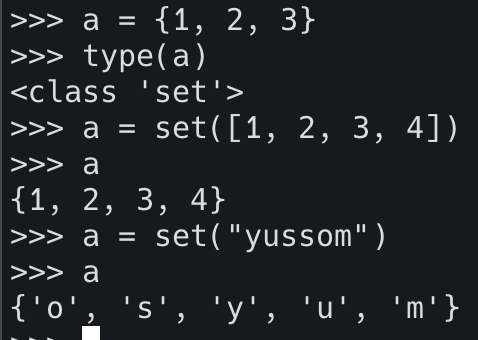 >>> a = {1, 2, 3}
>>> type(a)
<class 'set'>
>>> a = set([1, 2, 3, 4])
>>> a
{1, 2, 3, 4}
>>> a = set("yussom")
>>> a
{'o', 's', 'y', 'u', 'm'}
>>>